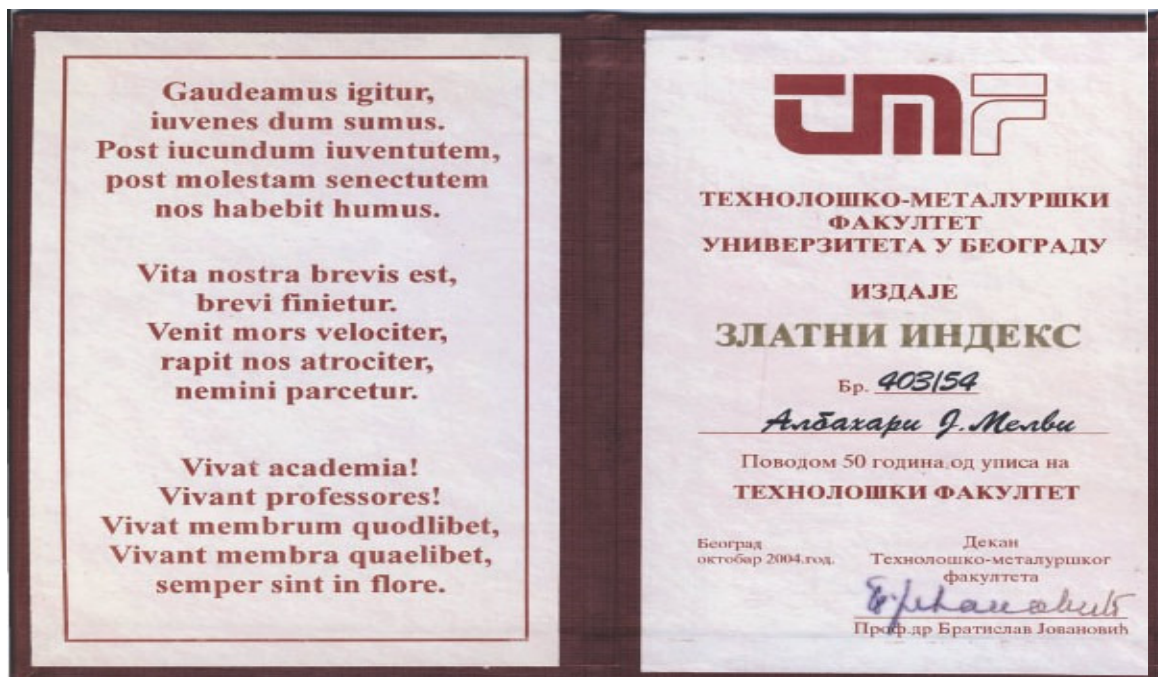 Gaudeamus igitur,
iuvenes dum sumus.
Post iucundum iuventutem,
post molestam senectutem
nos habebit humus.
Vita nostra brevis est,
brevi finietur.
Venit mors velociter,
rapit nos atrociter,
nemini parcetur.
Vivat academia!
Vivant professores!
Vivat membrum quodlibet,
Vivant membra quaelibet,
semper sint in flore.
TMF
ТЕХНОЛОШКО-МЕТАЛУРШКИ
ФАКУЛТЕТ
УНИВЕРЗИТЕТА У БЕОГРАДУ
ИЗДАЈЕ
ЗЛАТНИ ИНДЕКС
Бр. 403/54
Албахари Ј. Мелви
Поводом 50 година од уписа на
ТЕХНОЛОШКИ ФАКУЛТЕТ
Београд
октобар 2004.год.
Декан
Технолошко-металуршког
факултета
Проф.др Братислав Јовановић